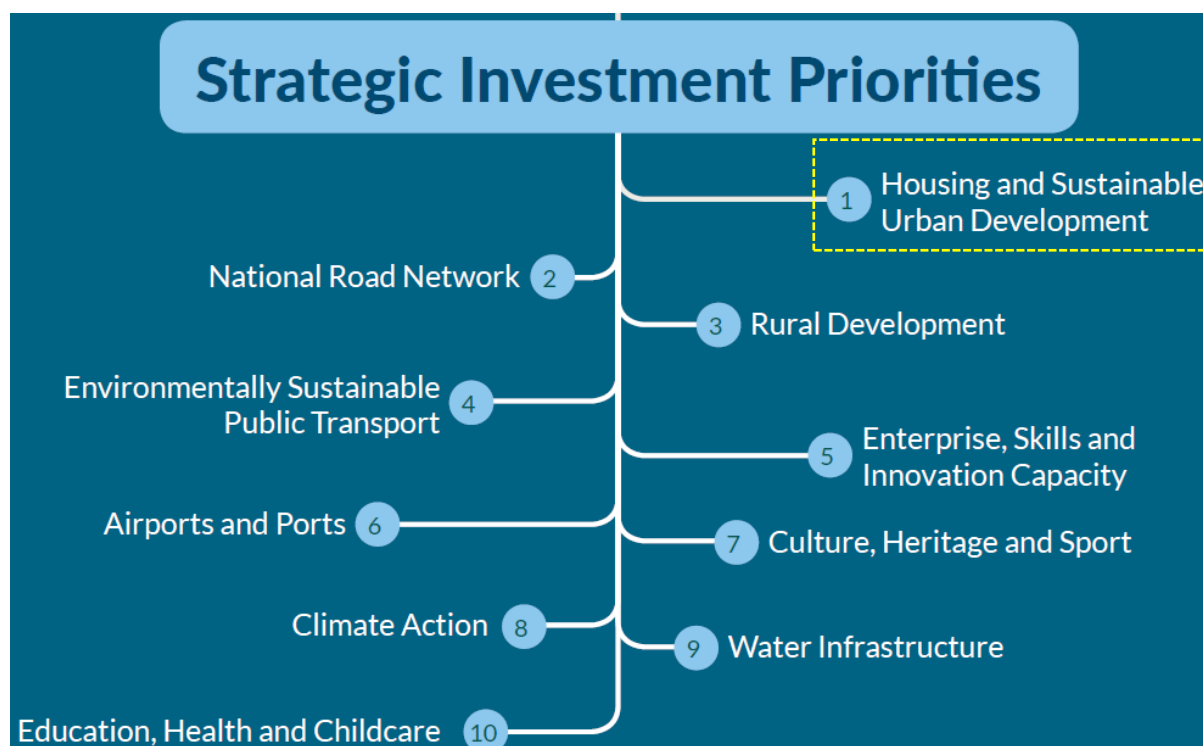 Strategic Investment Priorities
1
Housing and Sustainable
Urban Development
National Road Network 2
3 Rural Development
Environmentally Sustainable
Public Transport
4
5
Enterprise, Skills and
Innovation Capacity
Airports and Ports 6
7 Culture, Heritage and Sport
Climate Action 8
9 Water Infrastructure
Education, Health and Childcare 10